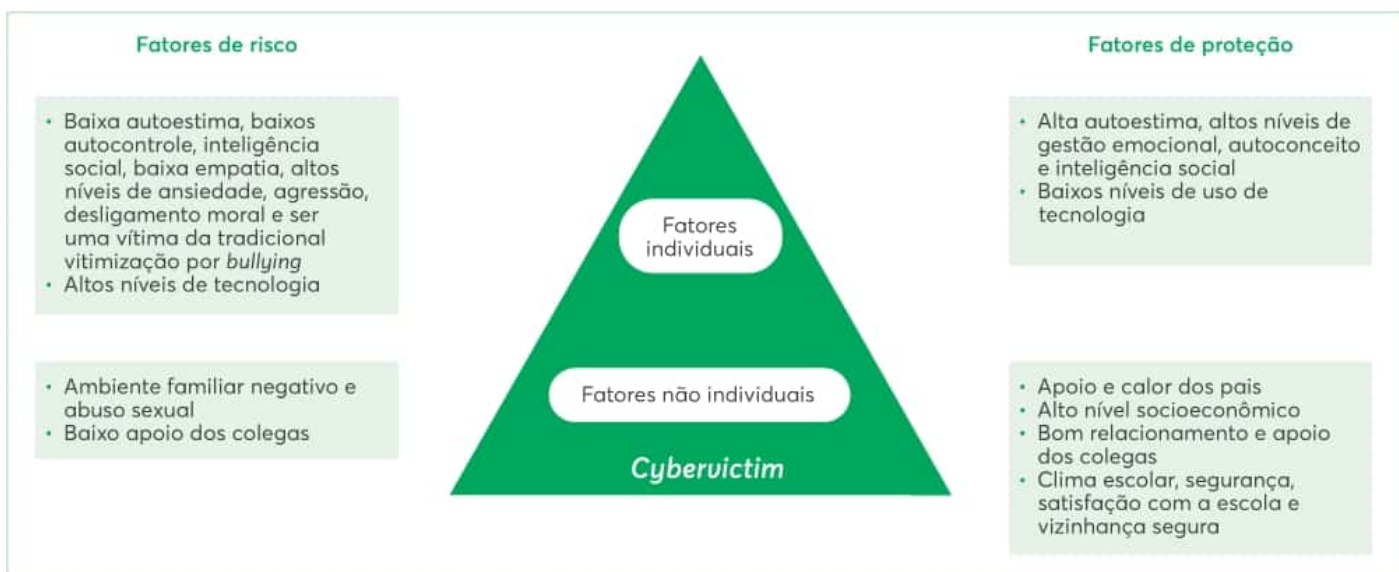 Fatores de risco
• Baixa autoestima, baixos
autocontrole, inteligência
social, baixa empatia, altos
níveis de ansiedade, agressão,
desligamento moral e ser
uma vítima da tradicional
vitimização por bullying
• Altos níveis de tecnologia
• Ambiente familiar negativo e
abuso sexual
• Baixo apoio dos colegas
Fatores
individuais
Fatores não individuais
Cybervictim
Fatores de proteção
• Alta autoestima, altos níveis de
gestão emocional, autoconceito
e inteligência social
• Baixos níveis de uso de
tecnologia
• Apoio e calor dos pais
• Alto nível socioeconômico
• Bom relacionamento e apoio
dos colegas
• Clima escolar, segurança,
satisfação com a escola e
vizinhança segura